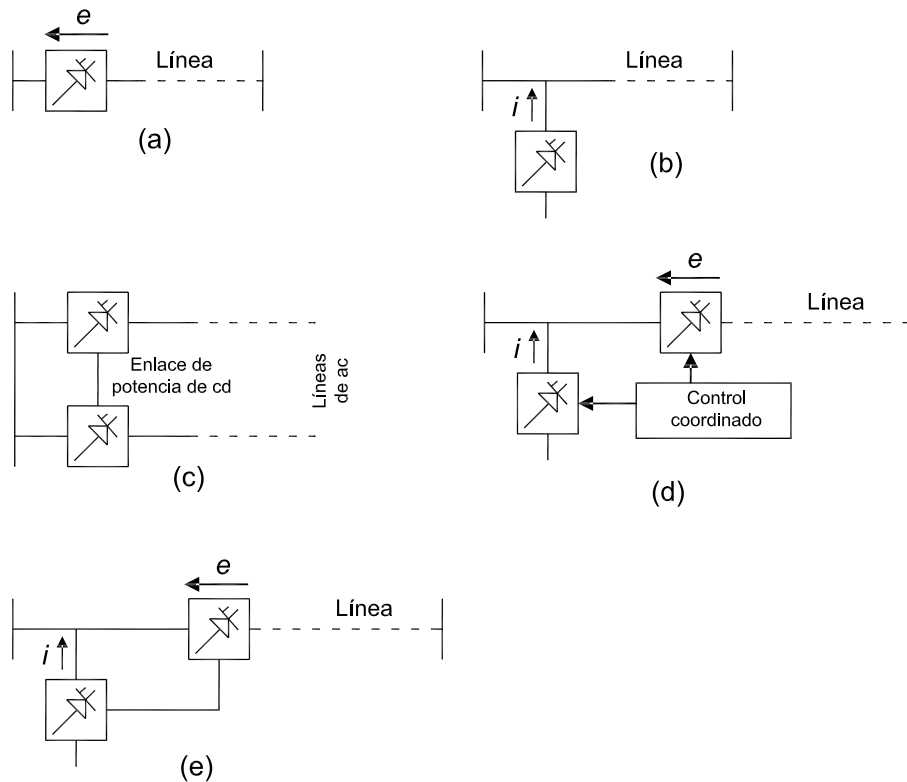 e
Línea
(a)
Línea
i
(b)
Enlace de
potencia de cd
Líneas
de ac
(c)
e
Línea
i
Control
coordinado
(d)
e
Línea
i
(e)